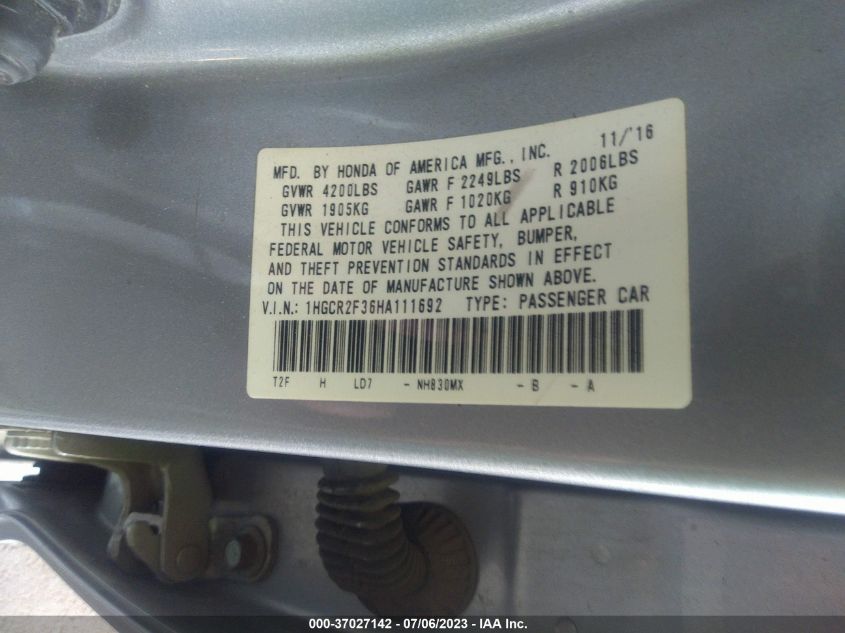 MFD. BY HONDA OF AMERICA MFG., INC. 11/'16
GVWR 4200LBS GAWR F 2249LBS R 2006LBS
GVWR 1905KG GAWR F 1020KG R 910KG
THIS VEHICLE CONFORMS TO ALL APPLICABLE
FEDERAL MOTOR VEHICLE SAFETY, BUMPER,
AND THEFT PREVENTION STANDARDS IN EFFECT
ON THE DATE OF MANUFACTURE SHOWN ABOVE.
V.I.N.: 1HGCR2F36HA111692 TYPE: PASSENGER CAR
T2F H LD7 - NH830MX - B - A
000-37027142 / 07/06/2023 - IAA Inc.